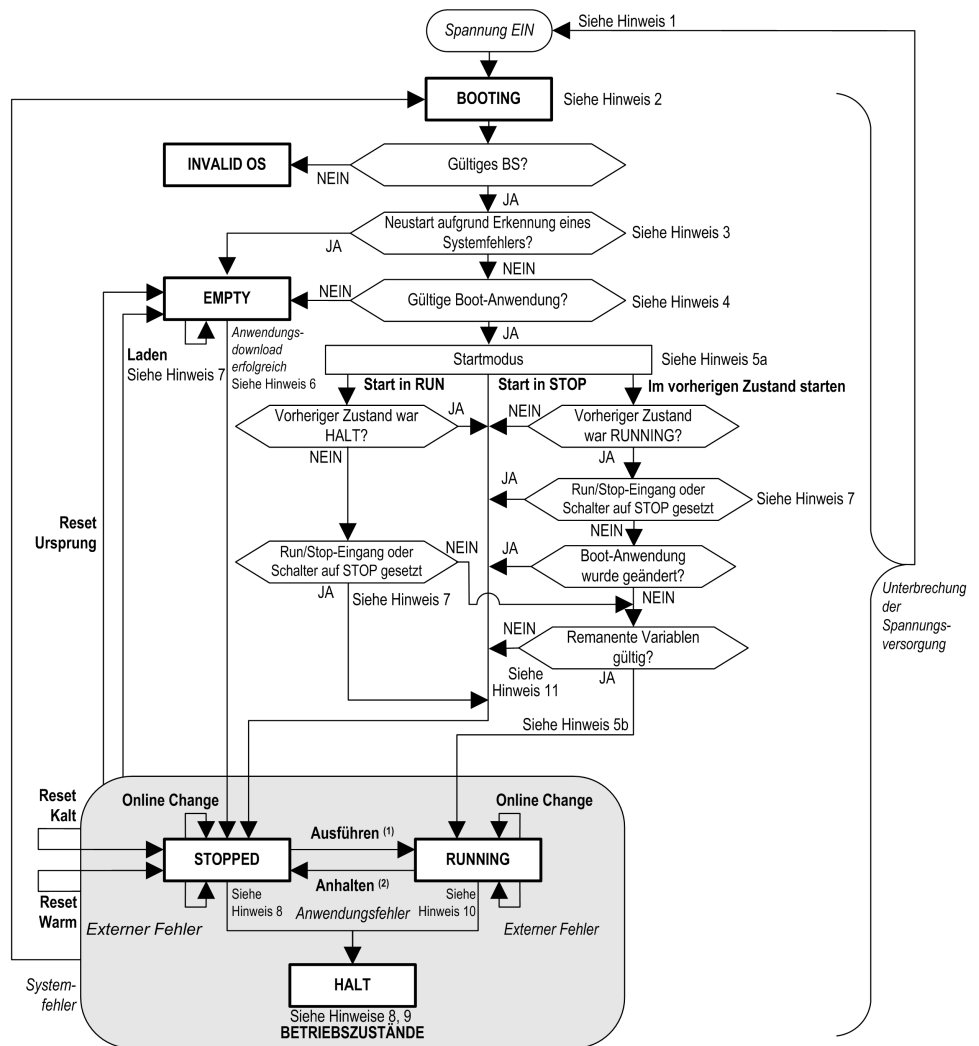 Spannung EIN
Siehe Hinweis 1
BOOTING
Siehe Hinweis 2
INVALID OS
NEIN
Gültiges BS?
JA
Neustart aufgrund Erkennung eines
Systemfehlers?
Siehe Hinweis 3
JA
NEIN
EMPTY
NEIN
Gültige Boot-Anwendung?
Siehe Hinweis 4
JA
Laden
Siehe Hinweis 7
Anwendungs-
download
erfolgreich
Siehe Hinweis 6
Startmodus
Siehe Hinweis 5a
Start in RUN
Start in STOP
Im vorherigen Zustand starten
Vorheriger Zustand war
HALT?
JA
NEIN
NEIN
Vorheriger Zustand
war RUNNING?
JA
JA
Run/Stop-Eingang oder
Schalter auf STOP gesetzt
Siehe Hinweis 7
NEIN
Reset
Ursprung
Run/Stop-Eingang oder
Schalter auf STOP gesetzt
NEIN
JA
Siehe Hinweis 7
JA
Boot-Anwendung
wurde geändert?
NEIN
Unterbrechung
der
Spannungs-
versorgung
NEIN
Remanente Variablen
gültig?
JA
Siehe
Hinweis 11
Siehe Hinweis 5b
Reset
Kalt
Online Change
Online Change
Ausführen (1)
STOPPED
RUNNING
Anhalten (2)
Reset
Warm
Siehe
Hinweis 8
Anwendungsfehler
Siehe
Hinweis 10
Externer Fehler
Externer Fehler
System-
fehler
HALT
Siehe Hinweise 8, 9
BETRIEBSZUSTÄNDE